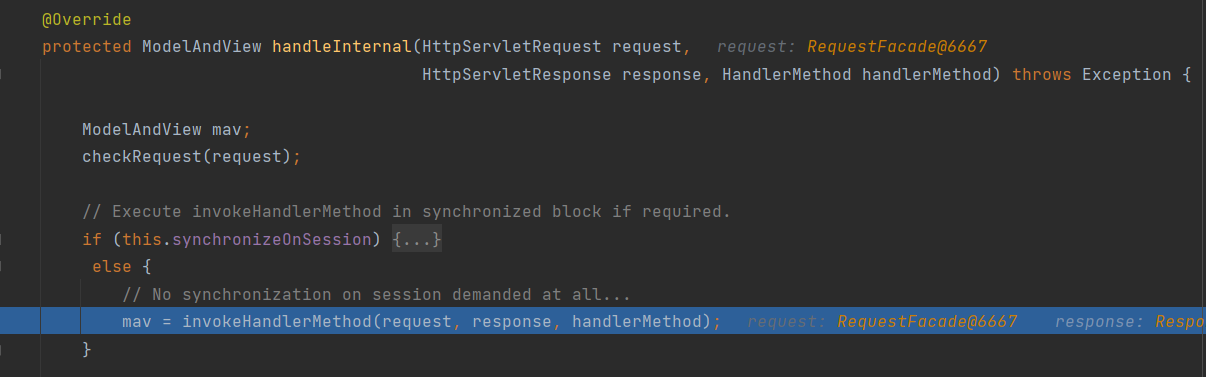 @Override
protected ModelAndView handleInternal(HttpServletRequest request, request: RequestFacade@6667
HttpServletResponse response, HandlerMethod handlerMethod) throws Exception {
ModelAndView mav;
checkRequest(request);
// Execute invokeHandlerMethod in synchronized block if required.
if (this.synchronizeOnSession) {...}
else {
// No synchronization on session demanded at all...
mav = invokeHandlerMethod(request, response, handlerMethod); request: RequestFacade@6667 response: Respo
}